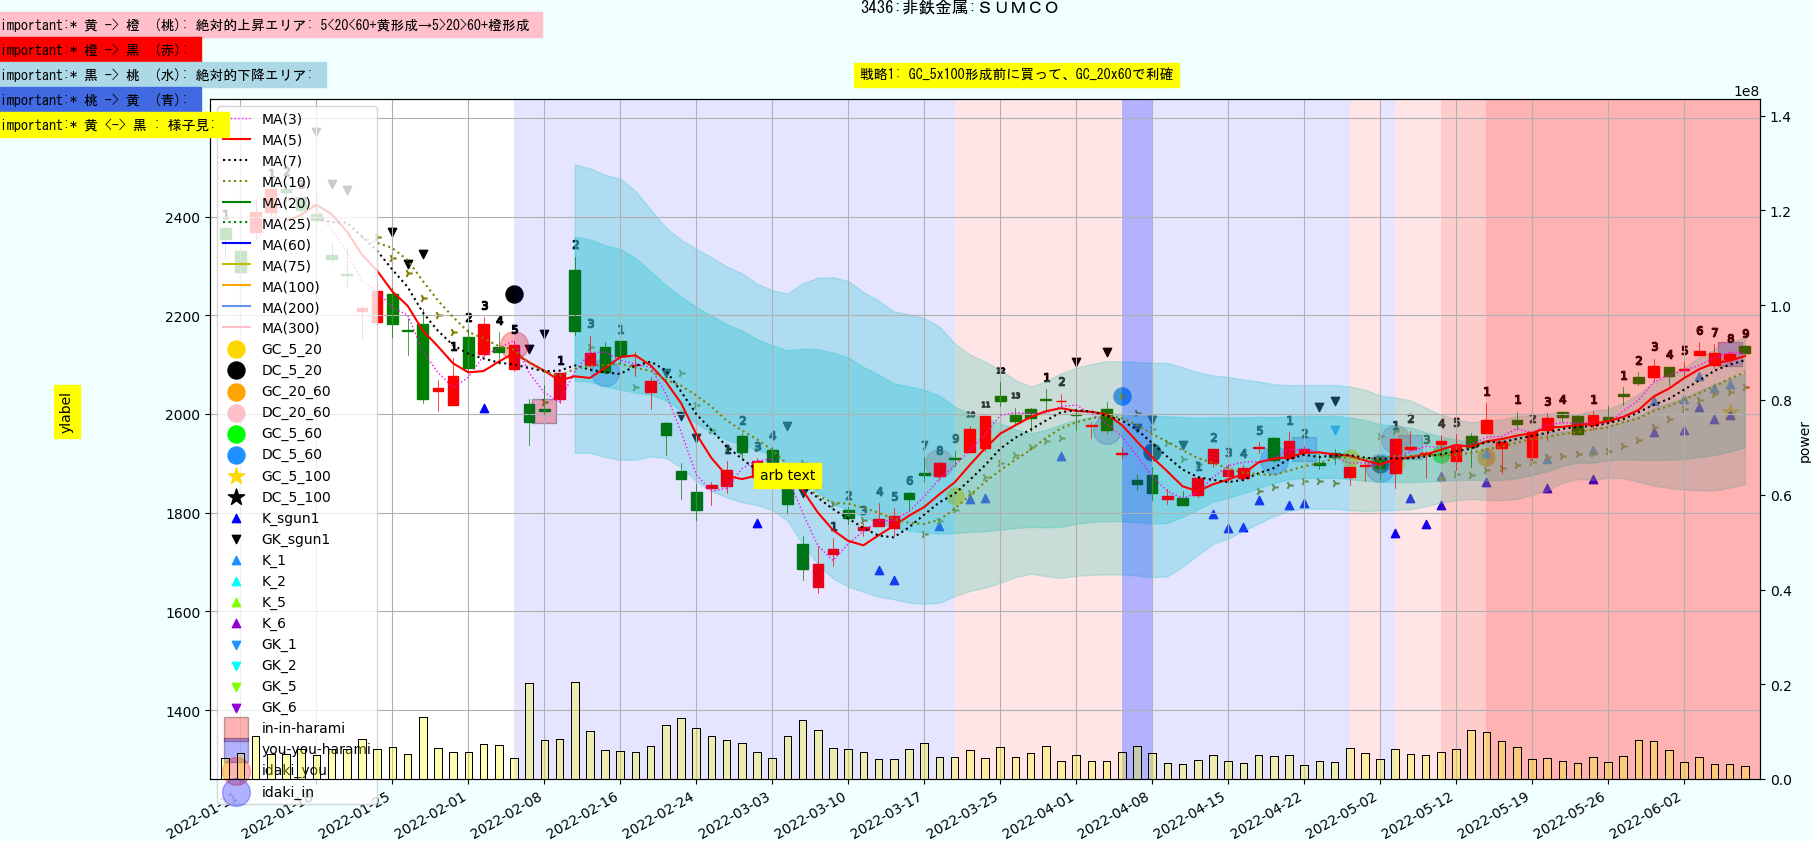 3436:非鉄金属:ＳＵＭＣＯ
important:* 黄 -> 橙 (桃): 絶対的上昇エリア: 5<20<60+黄形成→5>20>60+橙形成
important:* 橙 -> 黒 (赤):
important:* 黒 -> 桃 (水): 絶対的下降エリア:
戦略1: GC_5x100形成前に買って、GC_20x60で利確
important:* 桃 -> 黄 (青):
important:* 黄 <-> 黒 : 様子見:
1e8
MA(3)
MA(5)
MA(7)
MA(10)
MA(20)
MA(25)
MA(60)
MA(75)
MA(100)
MA(200)
MA(300)
GC_5_20
DC_5_20
GC_20_60
DC_20_60
GC_5_60
DC_5_60
GC_5_100
DC_5_100
K_sgun1
GK_sgun1
K_1
K_2
K_5
K_6
GK_1
GK_2
GK_5
GK_6
in-in-harami
you-you-harami
idaki_you
idaki_in
arb text
ylabel
2400
2200
2000
1800
1600
1400
power
1.4
1.2
1.0
0.8
0.6
0.4
0.2
0.0
2022-01-25
2022-02-01
2022-02-08
2022-02-16
2022-02-24
2022-03-03
2022-03-10
2022-03-17
2022-03-25
2022-04-01
2022-04-08
2022-04-15
2022-04-22
2022-05-02
2022-05-12
2022-05-19
2022-05-26
2022-06-02